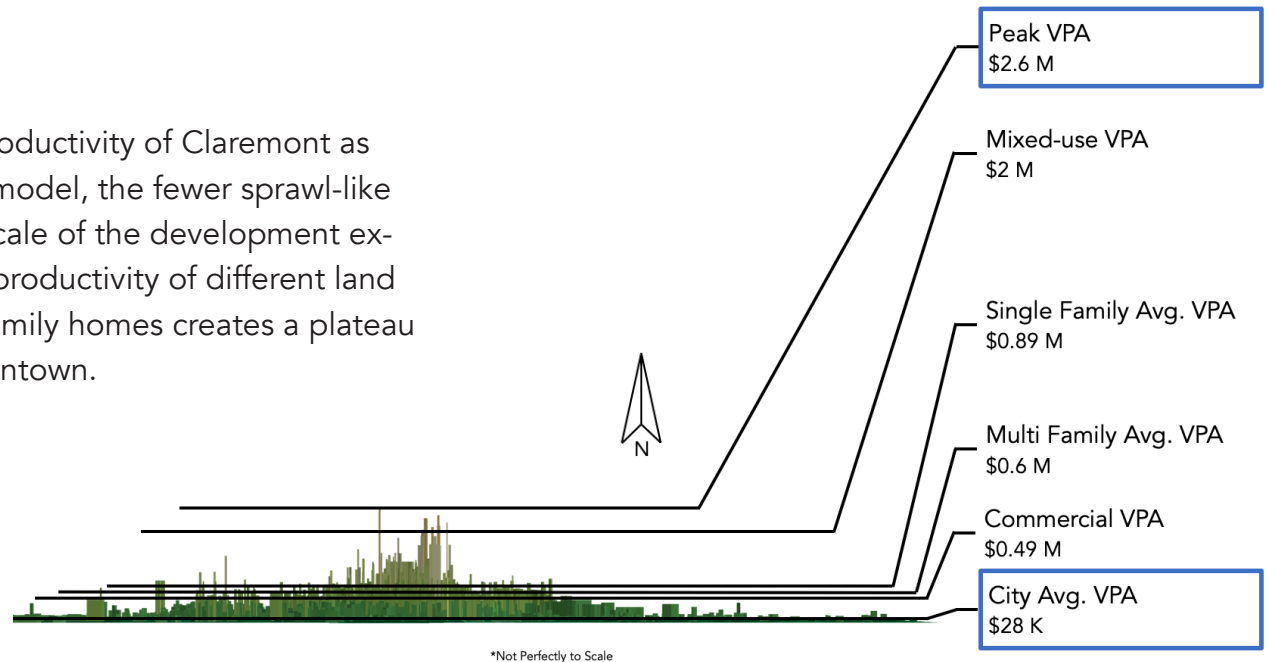 oductivity of Claremont as
model, the fewer sprawl-like
cale of the development ex-
productivity of different land
mily homes creates a plateau
ntown.
Peak VPA
$2.6 M
Mixed-use VPA
$2 M
Single Family Avg. VPA
$0.89 M
Multi Family Avg. VPA
$0.6 M
Commercial VPA
$0.49 M
City Avg. VPA
$28 K
N
*Not Perfectly to Scale